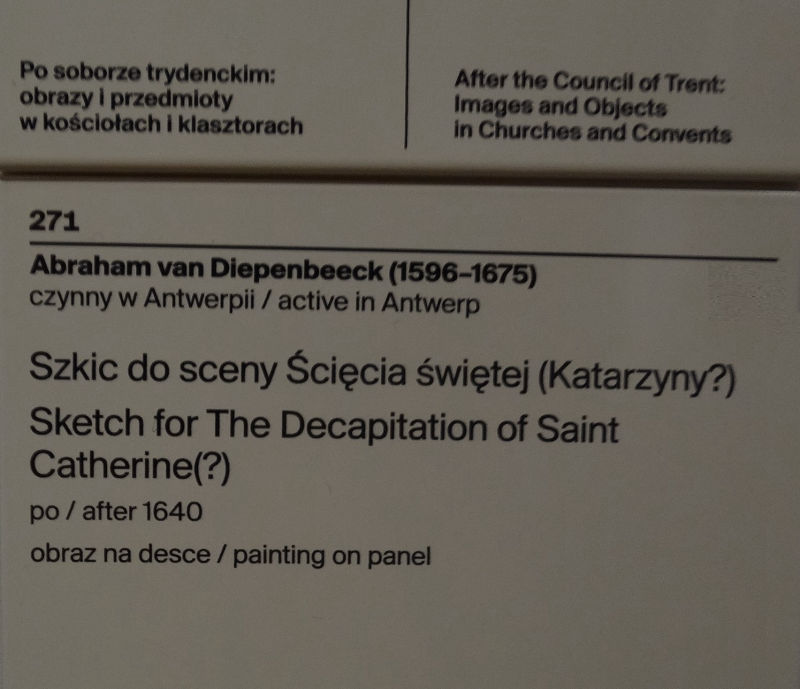 Po soborze trydenckim:
obrazy i przedmioty
w kościołach i klasztorach
After the Council of Trent:
Images and Objects
in Churches and Convents
271
Abraham van Diepenbeeck (1596–1675)
czynny w Antwerpii / active in Antwerp
Szkic do sceny Ścięcia świętej (Katarzyny?)
Sketch for The Decapitation of Saint
Catherine(?)
po / after 1640
obraz na desce / painting on panel